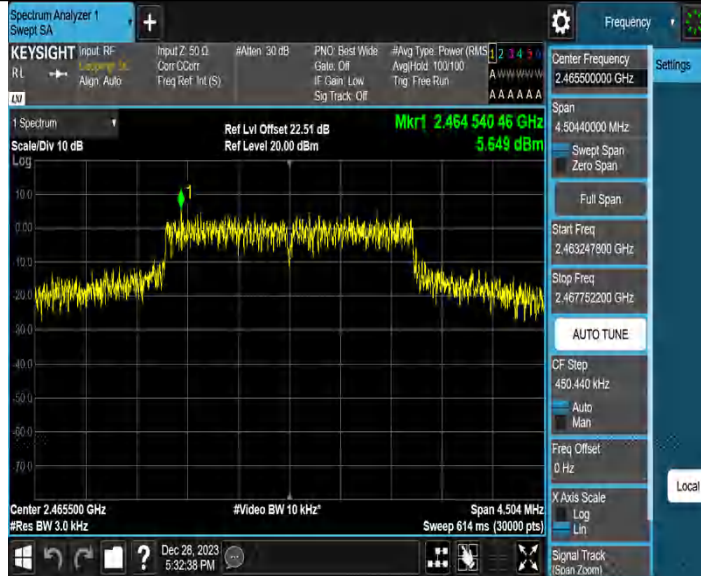 Spectrum Analyzer 1
Swept SA
+
Frequency
KEYSIGHT
RL
LXI
Input: RF
Align: Auto
Input Z: 50 Ω
Corr CCorr
Freq Ref: Int (S)
#Atten: 30 dB
PNO: Best Wide
Gate: Off
IF Gain: Low
Sig Track: Off
#Avg Type: Power (RMS
Avg|Hold: 100/100
Trig: Free Run
1 2 3 4 5 6
A W W W W W
A A A A A A
1 Spectrum
Scale/Div 10 dB
Log
Ref Lvl Offset 22.51 dB
Ref Level 20.00 dBm
Mkr1 2.464 540 46 GHz
5.649 dBm
1
10.0
0.00
-10.0
-20.0
-30.0
-40.0
-50.0
-60.0
-70.0
Center 2.465500 GHz
#Res BW 3.0 kHz
#Video BW 10 kHz*
Span 4.504 MHz
Sweep 614 ms (30000 pts)
Center Frequency
2.465500000 GHz
Span
4.50440000 MHz
Swept Span
Zero Span
Full Span
Start Freq
2.463247800 GHz
Stop Freq
2.467752200 GHz
AUTO TUNE
CF Step
450.440 kHz
Auto
Man
Freq Offset
0 Hz
X Axis Scale
Log
Lin
Signal Track
(Span Zoom)
Settings
Local
?
Dec 28, 2023
5:32:38 PM